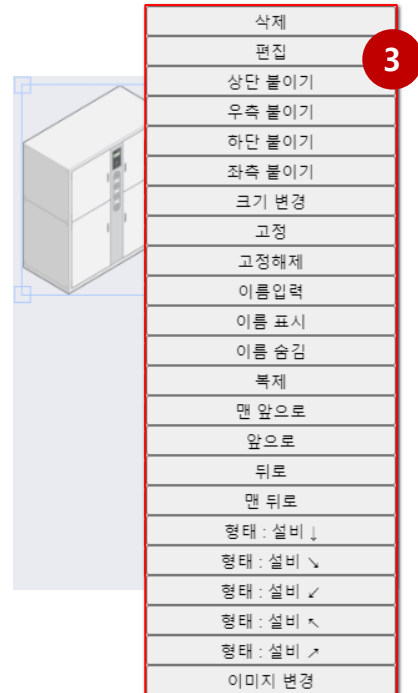 삭제
편집
3
상단 붙이기
우측 붙이기
하단 붙이기
좌측 붙이기
크기 변경
고정
고정해제
이름입력
이름 표시
이름 숨김
복제
맨 앞으로
앞으로
뒤로
맨 뒤로
형태 : 설비 ↓
형태 : 설비 ↘
형태 : 설비 ↙
형태 : 설비 ↖
형태 : 설비 ↗
이미지 변경